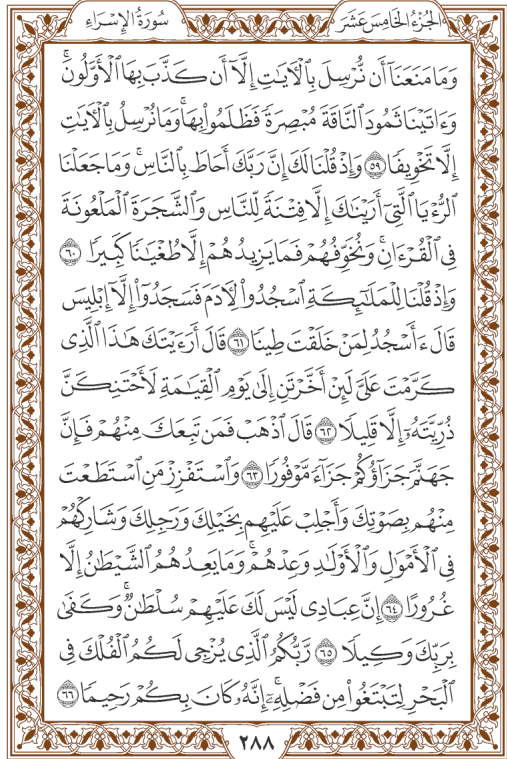 الجُزْءُ الخَامِسَ عَشَرَ
سُورَةُ الإِسْرَاءِ
وَمَا مَنَعَنَآ أَن نُّرْسِلَ بِٱلْـَٔايَٰتِ إِلَّآ أَن كَذَّبَ بِهَا ٱلْأَوَّلُونَۚ
وَءَاتَيْنَا ثَمُودَ ٱلنَّاقَةَ مُبْصِرَةً فَظَلَمُوا۟ بِهَاۚ وَمَا نُرْسِلُ بِٱلْـَٔايَٰتِ
إِلَّا تَخْوِيفًا ٥٩ وَإِذْ قُلْنَا لَكَ إِنَّ رَبَّكَ أَحَاطَ بِٱلنَّاسِۚ وَمَا جَعَلْنَا
ٱلرُّءْيَا ٱلَّتِىٓ أَرَيْنَٰكَ إِلَّا فِتْنَةً لِّلنَّاسِ وَٱلشَّجَرَةَ ٱلْمَلْعُونَةَ
فِى ٱلْقُرْءَانِۚ وَنُخَوِّفُهُمْ فَمَا يَزِيدُهُمْ إِلَّا طُغْيَٰنًا كَبِيرًا ٦٠
وَإِذْ قُلْنَا لِلْمَلَٰٓئِكَةِ ٱسْجُدُوا۟ لِـَٔادَمَ فَسَجَدُوٓا۟ إِلَّآ إِبْلِيسَ
قَالَ ءَأَسْجُدُ لِمَنْ خَلَقْتَ طِينًا ٦١ قَالَ أَرَءَيْتَكَ هَٰذَا ٱلَّذِى
كَرَّمْتَ عَلَىَّ لَئِنْ أَخَّرْتَنِ إِلَىٰ يَوْمِ ٱلْقِيَٰمَةِ لَأَحْتَنِكَنَّ
ذُرِّيَّتَهُۥٓ إِلَّا قَلِيلًا ٦٢ قَالَ ٱذْهَبْ فَمَن تَبِعَكَ مِنْهُمْ فَإِنَّ
جَهَنَّمَ جَزَآؤُكُمْ جَزَآءً مَّوْفُورًا ٦٣ وَٱسْتَفْزِزْ مَنِ ٱسْتَطَعْتَ
مِنْهُم بِصَوْتِكَ وَأَجْلِبْ عَلَيْهِم بِخَيْلِكَ وَرَجِلِكَ وَشَارِكْهُمْ
فِى ٱلْأَمْوَٰلِ وَٱلْأَوْلَٰدِ وَعِدْهُمْۚ وَمَا يَعِدُهُمُ ٱلشَّيْطَٰنُ إِلَّا
غُرُورًا ٦٤ إِنَّ عِبَادِى لَيْسَ لَكَ عَلَيْهِمْ سُلْطَٰنٌۚ وَكَفَىٰ
بِرَبِّكَ وَكِيلًا ٦٥ رَّبُّكُمُ ٱلَّذِى يُزْجِى لَكُمُ ٱلْفُلْكَ فِى
ٱلْبَحْرِ لِتَبْتَغُوا۟ مِن فَضْلِهِۦٓۚ إِنَّهُۥ كَانَ بِكُمْ رَحِيمًا ٦٦
٢٨٨